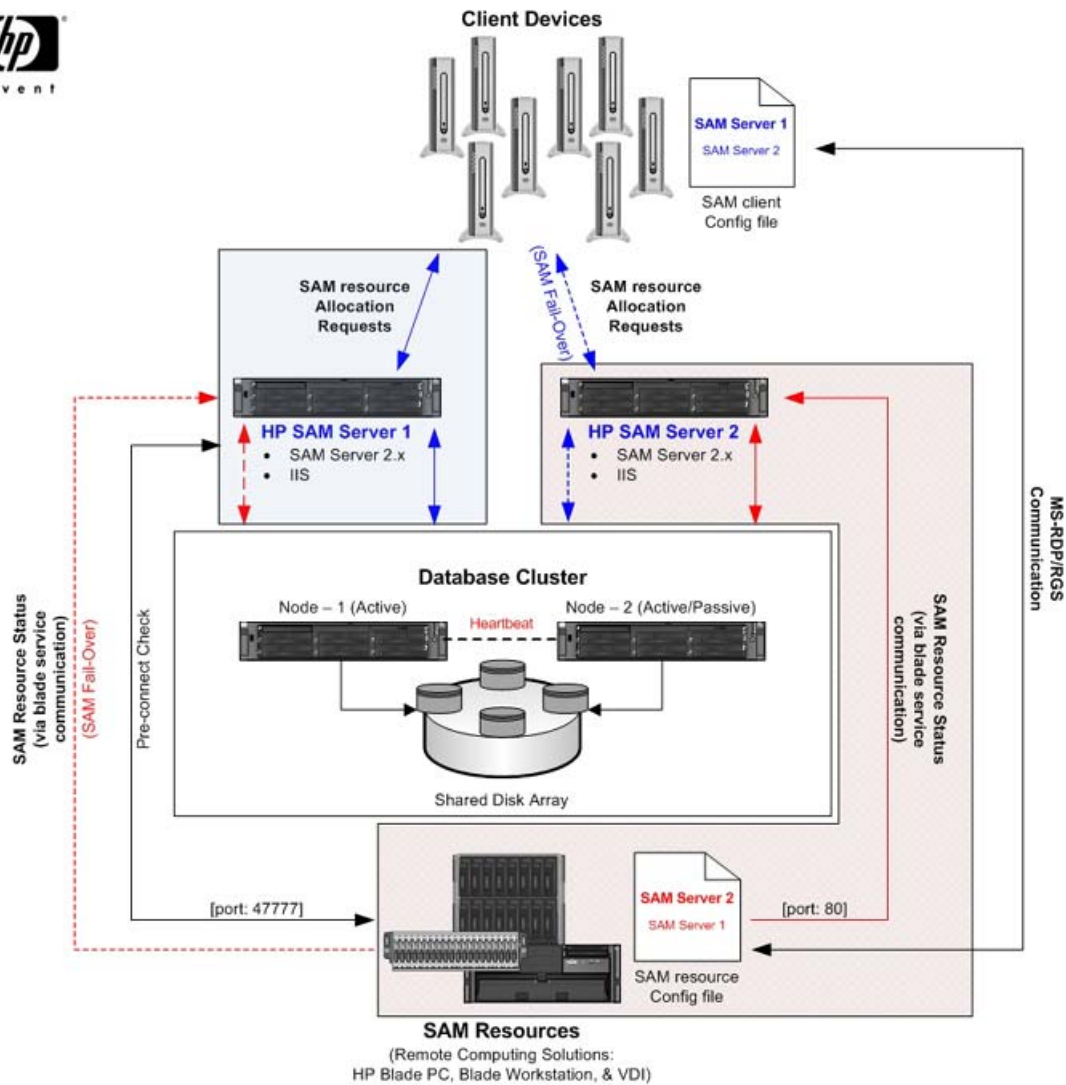 Client Devices
hp
invent
SAM Server 1
SAM Server 2
SAM client
Config file
SAM resource
Allocation
Requests
(SAM Fail-Over)
SAM resource
Allocation
Requests
HP SAM Server 1
• SAM Server 2.x
• IIS
HP SAM Server 2
• SAM Server 2.x
• IIS
MS-RDP/RGS
Communication
Database Cluster
Node – 1 (Active)
Heartbeat
Node – 2 (Active/Passive)
Shared Disk Array
SAM Resource Status
(via blade service
communication)
(SAM Fail-Over)
Pre-connect Check
SAM Resource Status
(via blade service
communication)
[port: 47777]
SAM Server 2
SAM Server 1
[port: 80]
SAM resource
Config file
SAM Resources
(Remote Computing Solutions:
HP Blade PC, Blade Workstation, & VDI)